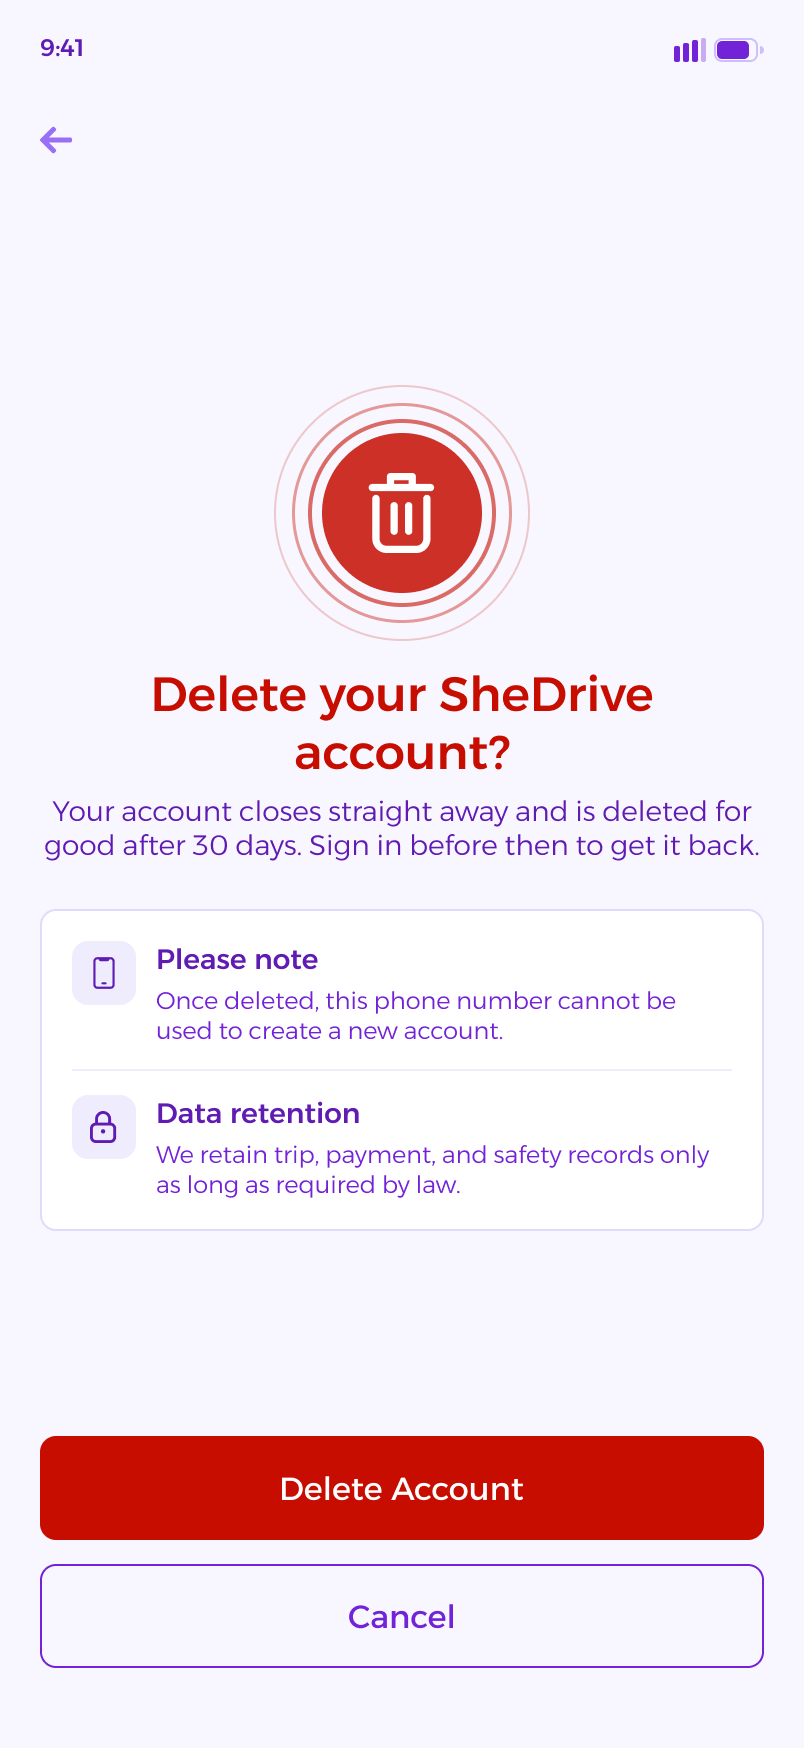 9:41
Delete your SheDrive
account?
Your account closes straight away and is deleted for
good after 30 days. Sign in before then to get it back.
Please note
Once deleted, this phone number cannot be
used to create a new account.
Data retention
We retain trip, payment, and safety records only
as long as required by law.
Delete Account
Cancel